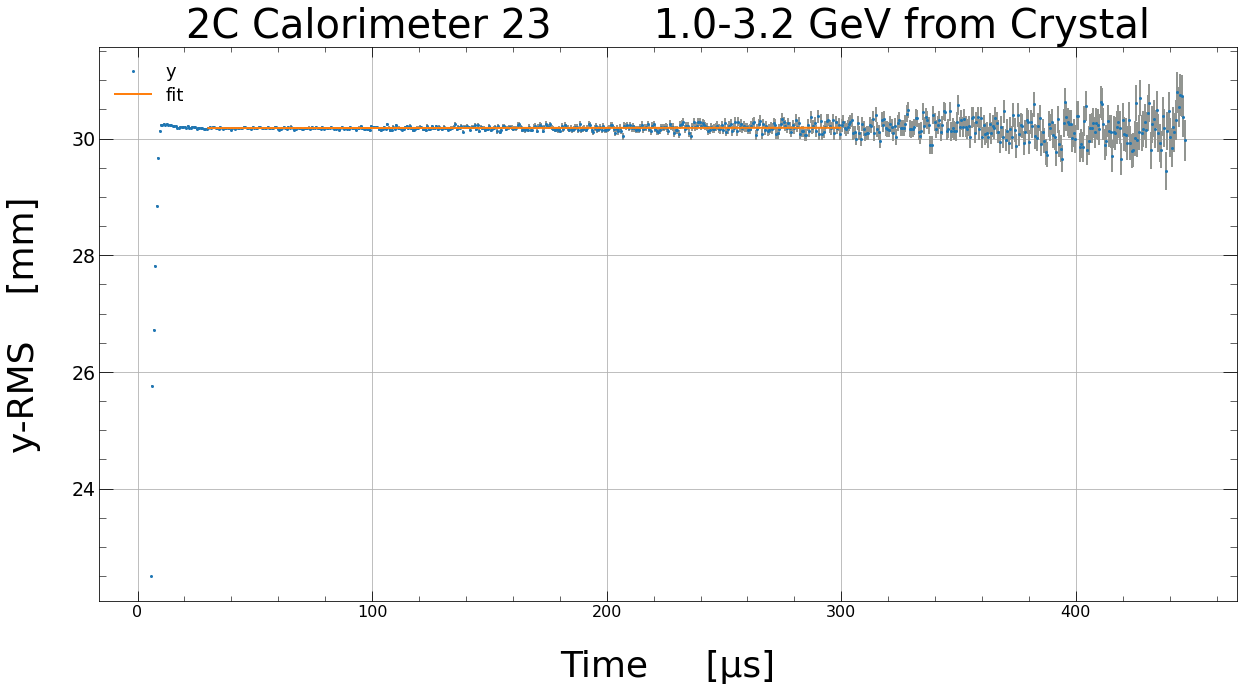 2C Calorimeter 23 1.0-3.2 GeV from Crystal
y
fit
30
28
26
24
y-RMS [mm]
0 100 200 300 400
Time [μs]